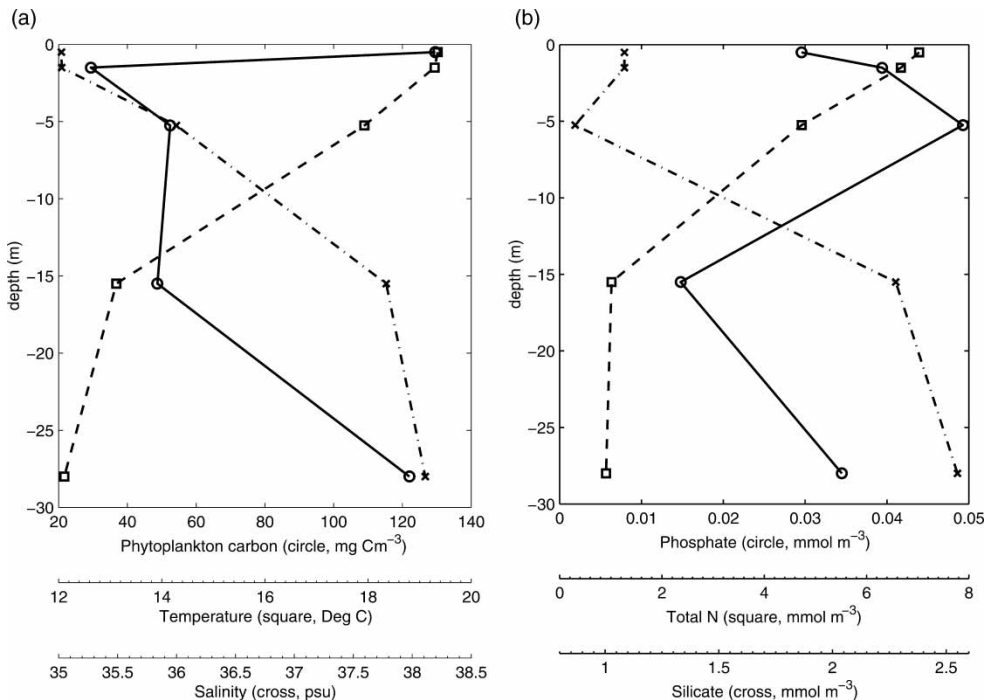 (a)
0
−5
−10
−15
−20
−25
−30
depth (m)
20 40 60 80 100 120 140
Phytoplankton carbon (circle, mg Cm⁻³)
12 14 16 18 20
Temperature (square, Deg C)
35 35.5 36 36.5 37 37.5 38 38.5
Salinity (cross, psu)
(b)
0
−5
−10
−15
−20
−25
−30
depth (m)
0 0.01 0.02 0.03 0.04 0.05
Phosphate (circle, mmol m⁻³)
0 2 4 6 8
Total N (square, mmol m⁻³)
1 1.5 2 2.5
Silicate (cross, mmol m⁻³)